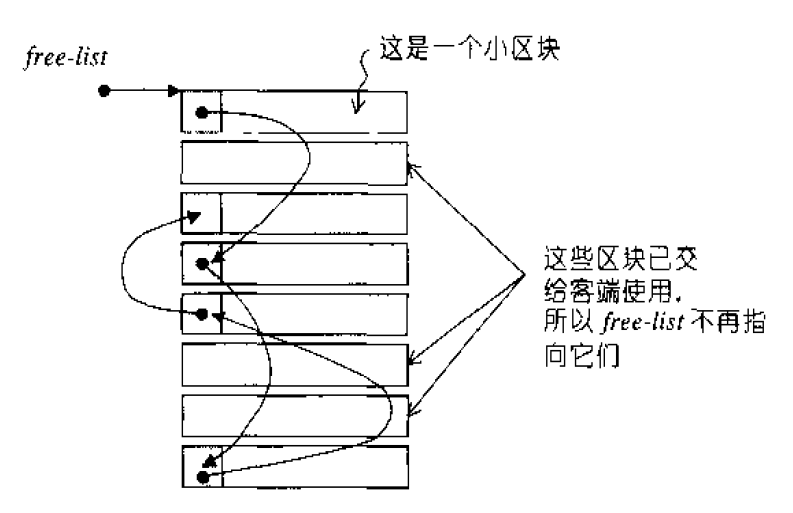 free-list
这是一个小区块
这些区块已交
给客端使用，
所以 free-list 不再指
向它们